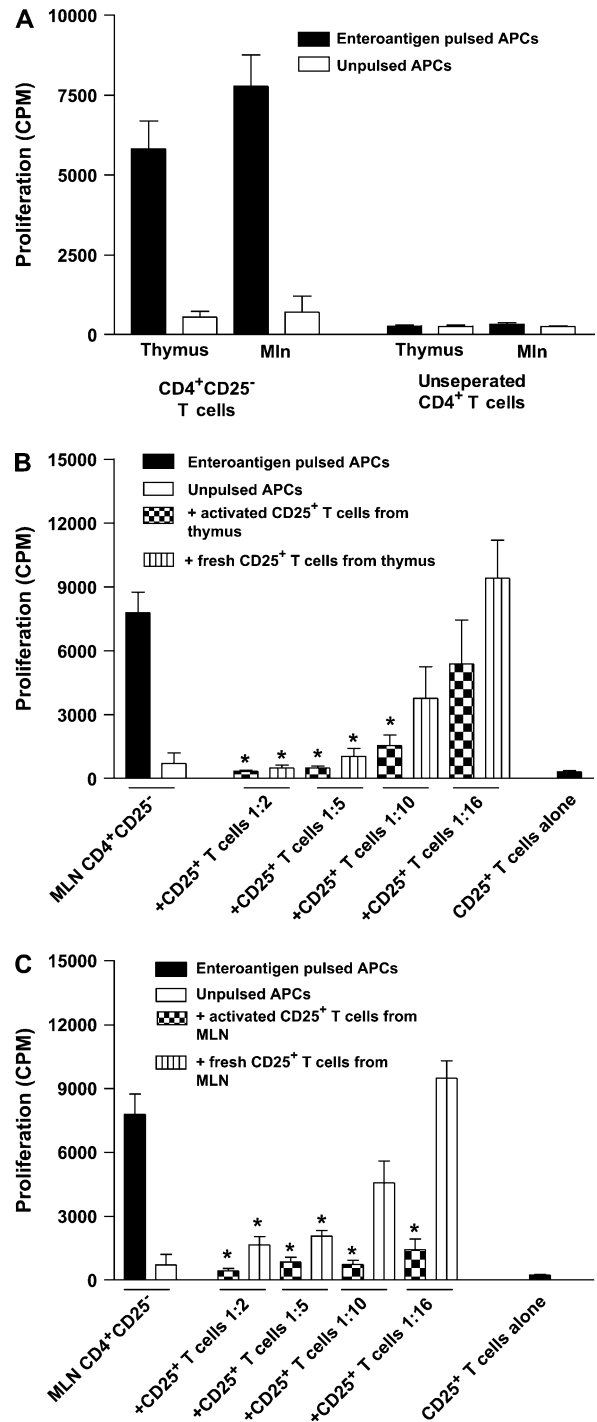 A
Proliferation (CPM)
10000
7500
5000
2500
0
Enteroantigen pulsed APCs
Unpulsed APCs
Thymus
Mln
Thymus
Mln
CD4⁺CD25⁻
T cells
Unseperated
CD4⁺ T cells
B
Proliferation (CPM)
15000
12000
9000
6000
3000
0
Enteroantigen pulsed APCs
Unpulsed APCs
+ activated CD25⁺ T cells from
thymus
+ fresh CD25⁺ T cells from thymus
* * * * *
MLN CD4⁺CD25⁻
+CD25⁺ T cells 1:2
+CD25⁺ T cells 1:5
+CD25⁺ T cells 1:10
+CD25⁺ T cells 1:16
CD25⁺ T cells alone
C
Proliferation (CPM)
15000
12000
9000
6000
3000
0
Enteroantigen pulsed APCs
Unpulsed APCs
+ activated CD25⁺ T cells from
MLN
+ fresh CD25⁺ T cells from
MLN
* * * * * *
MLN CD4⁺CD25⁻
+CD25⁺ T cells 1:2
+CD25⁺ T cells 1:5
+CD25⁺ T cells 1:10
+CD25⁺ T cells 1:16
CD25⁺ T cells alone